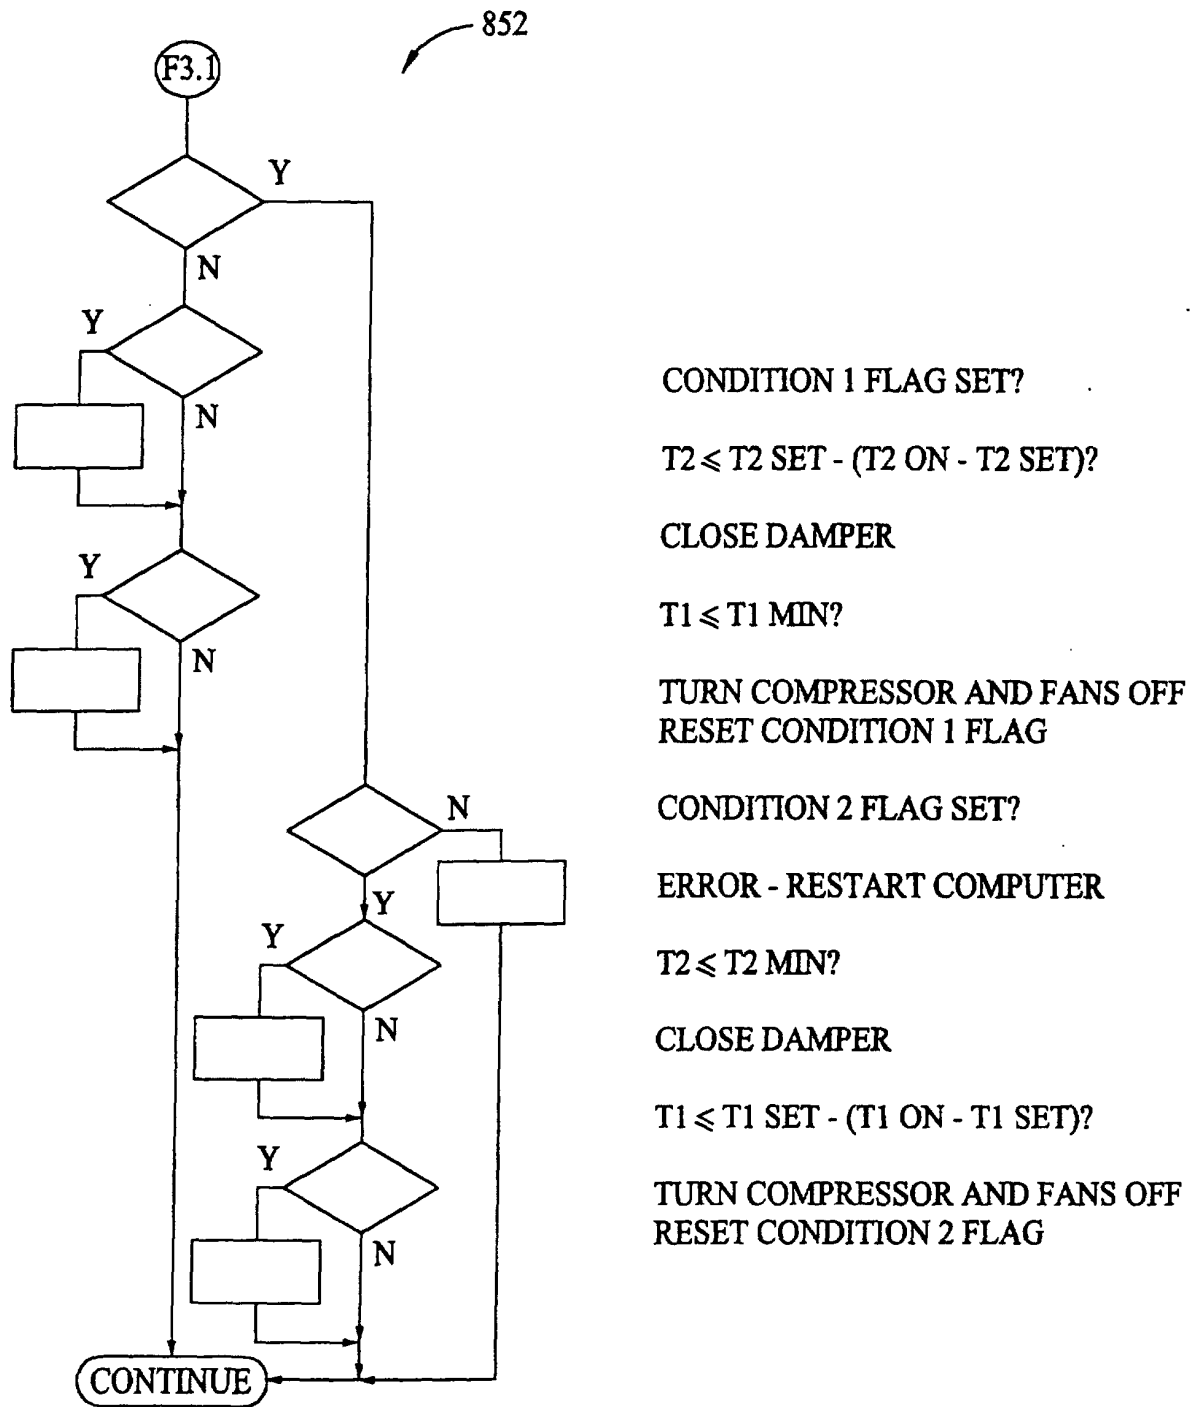 852
F3.1
Y
N
Y
N
Y
N
N
Y
Y
N
Y
N
CONTINUE
CONDITION 1 FLAG SET?
T2 ⩽ T2 SET - (T2 ON - T2 SET)?
CLOSE DAMPER
T1 ⩽ T1 MIN?
TURN COMPRESSOR AND FANS OFF
RESET CONDITION 1 FLAG
CONDITION 2 FLAG SET?
ERROR - RESTART COMPUTER
T2 ⩽ T2 MIN?
CLOSE DAMPER
T1 ⩽ T1 SET - (T1 ON - T1 SET)?
TURN COMPRESSOR AND FANS OFF
RESET CONDITION 2 FLAG